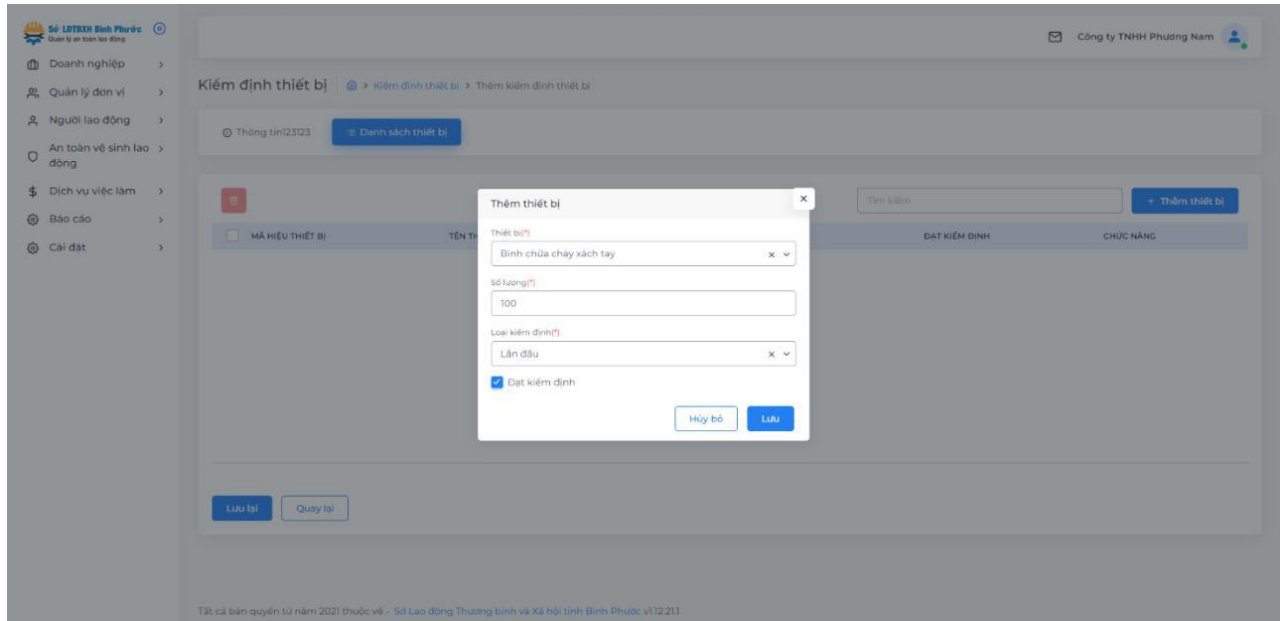 Sở LĐTBXH Bình Phước
Quản lý an toàn lao động
Công ty TNHH Phương Nam
Doanh nghiệp
Quản lý đơn vị
Người lao động
An toàn vệ sinh lao động
Dịch vụ việc làm
Báo cáo
Cài đặt
Kiểm định thiết bị
Kiểm định thiết bị > Thêm kiểm định thiết bị
Thông tin123123
Danh sách thiết bị
Tìm kiếm
+ Thêm thiết bị
MÃ HIỆU THIẾT BỊ
TÊN TH
ĐẠT KIỂM ĐỊNH
CHỨC NĂNG
Thêm thiết bị
Thiết bị(*)
Bình chữa cháy xách tay
Số lượng(*)
100
Loại kiểm định(*)
Lần đầu
Đạt kiểm định
Hủy bỏ
Lưu
Lưu lại
Quay lại
Tất cả bản quyền từ năm 2021 thuộc về - Sở Lao động Thương binh và Xã hội tỉnh Bình Phước v1.12.21.1